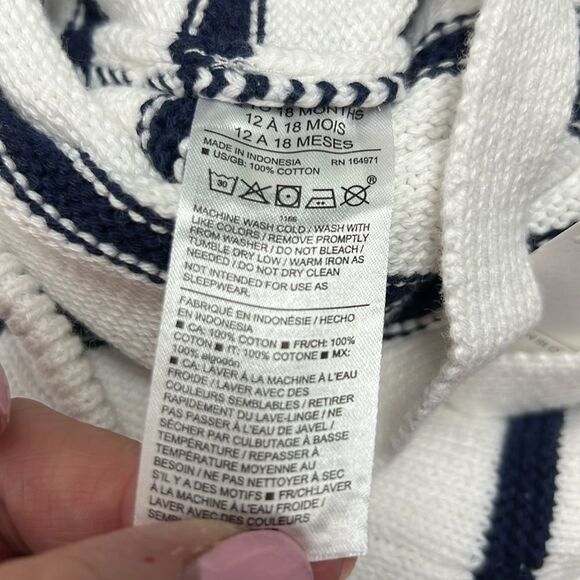 18 MONTHS
12 À 18 MOIS
12 A 18 MESES
MADE IN INDONESIA RN 164971
■ US/GB: 100% COTTON
30
®
1166
MACHINE WASH COLD / WASH WITH
LIKE COLORS / REMOVE PROMPTLY
FROM WASHER / DO NOT BLEACH /
TUMBLE DRY LOW / WARM IRON AS
NEEDED / DO NOT DRY CLEAN
NOT INTENDED FOR USE AS
SLEEPWEAR.
FABRIQUÉ EN INDONÉSIE / HECHO
EN INDONESIA
■ CA: 100% COTON ■ FR/CH: 100%
COTON ■ IT: 100% COTONE ■ MX:
100% algodón
■ CA: LAVER À LA MACHINE À L'EAU
FROIDE / LAVER AVEC DES
COULEURS SEMBLABLES / RETIRER
RAPIDEMENT DU LAVE-LINGE / NE
PAS PASSER À L'EAU DE JAVEL /
SÉCHER PAR CULBUTAGE À BASSE
TEMPÉRATURE / REPASSER À
TEMPÉRATURE MOYENNE AU
BESOIN / NE PAS NETTOYER À SEC
S'IL Y A DES MOTIFS ■ FR/CH:LAVER
À LA MACHINE À L'EAU FROIDE /
LAVER AVEC DES COULEURS